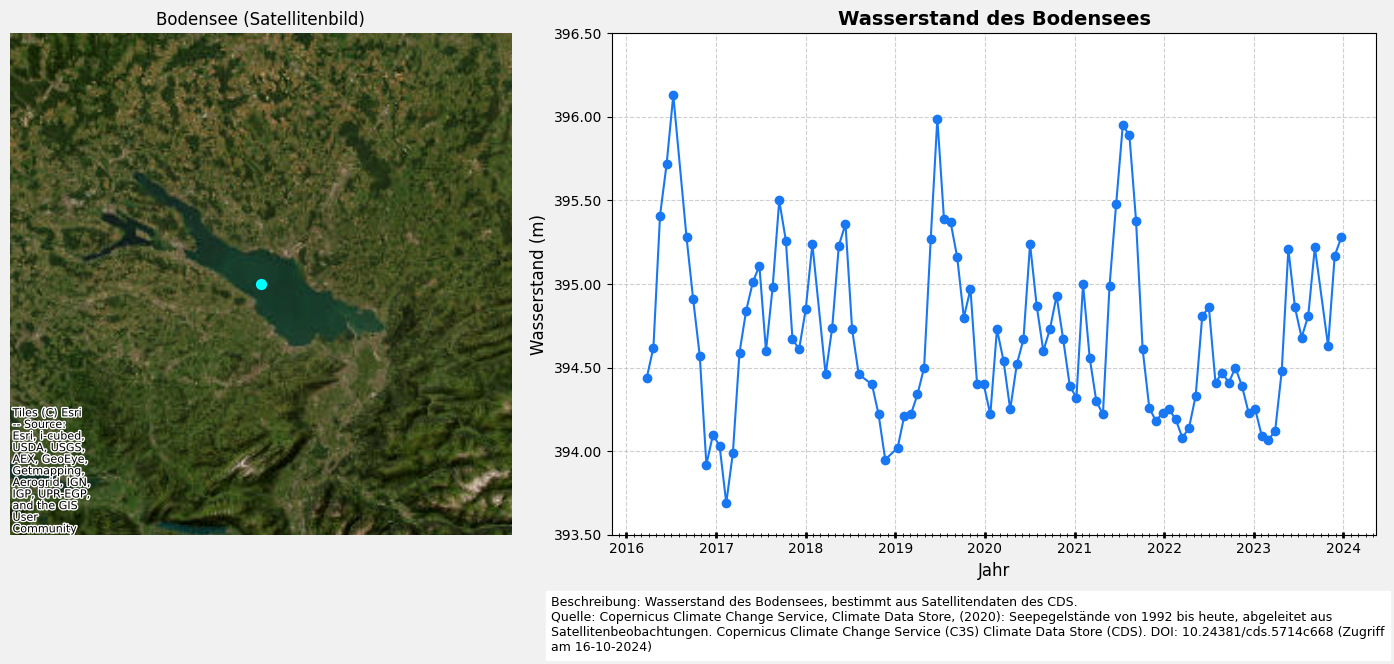 Bodensee (Satellitenbild)
Tiles (C) Esri
-- Source:
Esri, i-cubed,
USDA, USGS,
AEX, GeoEye,
Getmapping,
Aerogrid, IGN,
IGP, UPR-EGP,
and the GIS
User
Community
Wasserstand des Bodensees
Wasserstand (m)
396.50
396.00
395.50
395.00
394.50
394.00
393.50
2016 2017 2018 2019 2020 2021 2022 2023 2024
Jahr
Beschreibung: Wasserstand des Bodensees, bestimmt aus Satellitendaten des CDS.
Quelle: Copernicus Climate Change Service, Climate Data Store, (2020): Seepegelstände von 1992 bis heute, abgeleitet aus
Satellitenbeobachtungen. Copernicus Climate Change Service (C3S) Climate Data Store (CDS). DOI: 10.24381/cds.5714c668 (Zugriff
am 16-10-2024)